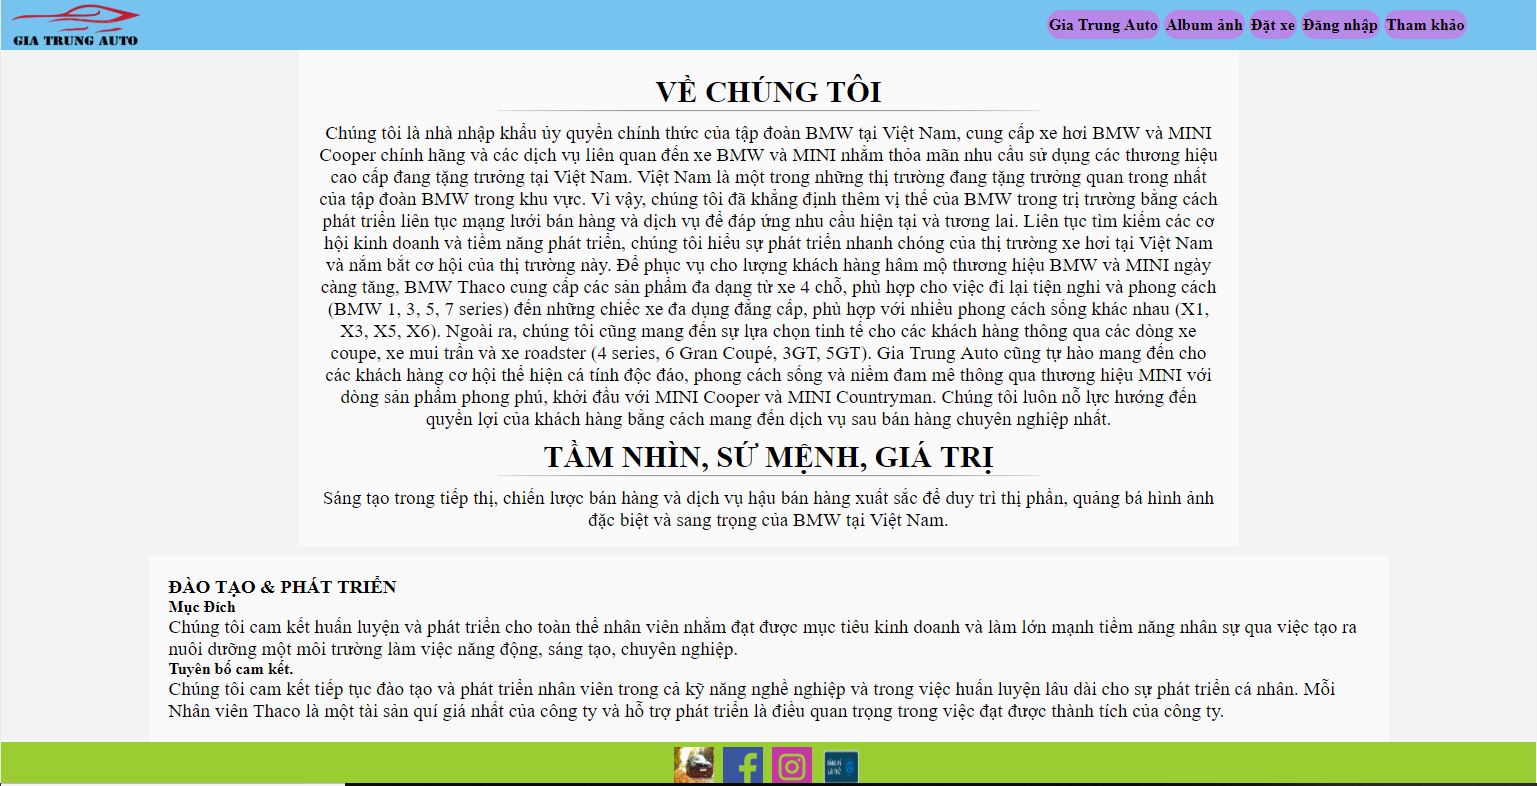 GIA TRUNG AUTO
Gia Trung Auto Album ảnh Đặt xe Đăng nhập Tham khảo
VỀ CHÚNG TÔI
Chúng tôi là nhà nhập khẩu ủy quyền chính thức của tập đoàn BMW tại Việt Nam, cung cấp xe hơi BMW và MINI
Cooper chính hãng và các dịch vụ liên quan đến xe BMW và MINI nhằm thỏa mãn nhu cầu sử dụng các thương hiệu
cao cấp đang tặng trưởng tại Việt Nam. Việt Nam là một trong những thị trường đang tặng trưởng quan trong nhất
của tập đoàn BMW trong khu vực. Vì vậy, chúng tôi đã khẳng định thêm vị thế của BMW trong trị trường bằng cách
phát triển liên tục mạng lưới bán hàng và dịch vụ để đáp ứng nhu cầu hiện tại và tương lai. Liên tục tìm kiếm các cơ
hội kinh doanh và tiềm năng phát triển, chúng tôi hiểu sự phát triển nhanh chóng của thị trường xe hơi tại Việt Nam
và nắm bắt cơ hội của thị trường này. Để phục vụ cho lượng khách hàng hâm mộ thương hiệu BMW và MINI ngày
càng tăng, BMW Thaco cung cấp các sản phẩm đa dạng từ xe 4 chỗ, phù hợp cho việc đi lại tiện nghi và phong cách
(BMW 1, 3, 5, 7 series) đến những chiếc xe đa dụng đẳng cấp, phù hợp với nhiều phong cách sống khác nhau (X1,
X3, X5, X6). Ngoài ra, chúng tôi cũng mang đến sự lựa chọn tinh tế cho các khách hàng thông qua các dòng xe
coupe, xe mui trần và xe roadster (4 series, 6 Gran Coupé, 3GT, 5GT). Gia Trung Auto cũng tự hào mang đến cho
các khách hàng cơ hội thể hiện cá tính độc đáo, phong cách sống và niềm đam mê thông qua thương hiệu MINI với
dòng sản phẩm phong phú, khởi đầu với MINI Cooper và MINI Countryman. Chúng tôi luôn nỗ lực hướng đến
quyền lợi của khách hàng bằng cách mang đến dịch vụ sau bán hàng chuyên nghiệp nhất.
TẦM NHÌN, SỨ MỆNH, GIÁ TRỊ
Sáng tạo trong tiếp thị, chiến lược bán hàng và dịch vụ hậu bán hàng xuất sắc để duy trì thị phần, quảng bá hình ảnh
đặc biệt và sang trọng của BMW tại Việt Nam.
ĐÀO TẠO & PHÁT TRIỂN
Mục Đích
Chúng tôi cam kết huấn luyện và phát triển cho toàn thể nhân viên nhằm đạt được mục tiêu kinh doanh và làm lớn mạnh tiềm năng nhân sự qua việc tạo ra
nuôi dưỡng một môi trường làm việc năng động, sáng tạo, chuyên nghiệp.
Tuyên bố cam kết.
Chúng tôi cam kết tiếp tục đào tạo và phát triển nhân viên trong cả kỹ năng nghề nghiệp và trong việc huấn luyện lâu dài cho sự phát triển cá nhân. Mỗi
Nhân viên Thaco là một tài sản quí giá nhất của công ty và hỗ trợ phát triển là điều quan trọng trong việc đạt được thành tích của công ty.
ĐĂNG KÍ
LÁI THỬ